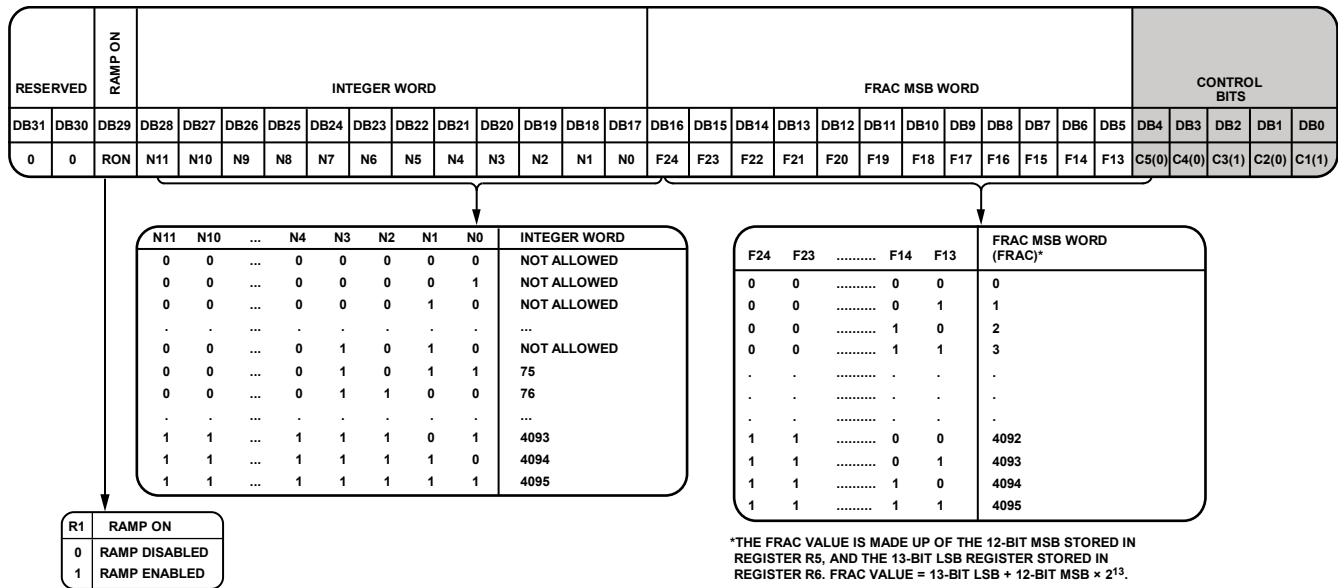 RESERVED RAMP ON INTEGER WORD FRAC MSB WORD CONTROL
BITS
DB31 DB30 DB29 DB28 DB27 DB26 DB25 DB24 DB23 DB22 DB21 DB20 DB19 DB18 DB17 DB16 DB15 DB14 DB13 DB12 DB11 DB10 DB9 DB8 DB7 DB6 DB5 DB4 DB3 DB2 DB1 DB0
0 0 RON N11 N10 N9 N8 N7 N6 N5 N4 N3 N2 N1 N0 F24 F23 F22 F21 F20 F19 F18 F17 F16 F15 F14 F13 C5(0) C4(0) C3(1) C2(0) C1(1)
N11 N10 ... N4 N3 N2 N1 N0 INTEGER WORD
0 0 ... 0 0 0 0 0 NOT ALLOWED
0 0 ... 0 0 0 0 1 NOT ALLOWED
0 0 ... 0 0 0 1 0 NOT ALLOWED
. . ... . . . . . ...
0 0 ... 0 1 0 1 0 NOT ALLOWED
0 0 ... 0 1 0 1 1 75
0 0 ... 0 1 1 0 0 76
. . ... . . . . . ...
1 1 ... 1 1 1 0 1 4093
1 1 ... 1 1 1 1 0 4094
1 1 ... 1 1 1 1 1 4095
FRAC MSB WORD
F24 F23 .......... F14 F13 (FRAC)*
0 0 .......... 0 0 0
0 0 .......... 0 1 1
0 0 .......... 1 0 2
0 0 .......... 1 1 3
. . .......... . . .
. . .......... . . .
. . .......... . . .
1 1 .......... 0 0 4092
1 1 .......... 0 1 4093
1 1 .......... 1 0 4094
1 1 .......... 1 1 4095
R1 RAMP ON
0 RAMP DISABLED
1 RAMP ENABLED
*THE FRAC VALUE IS MADE UP OF THE 12-BIT MSB STORED IN
REGISTER R5, AND THE 13-BIT LSB REGISTER STORED IN
REGISTER R6. FRAC VALUE = 13-BIT LSB + 12-BIT MSB × 2¹³.